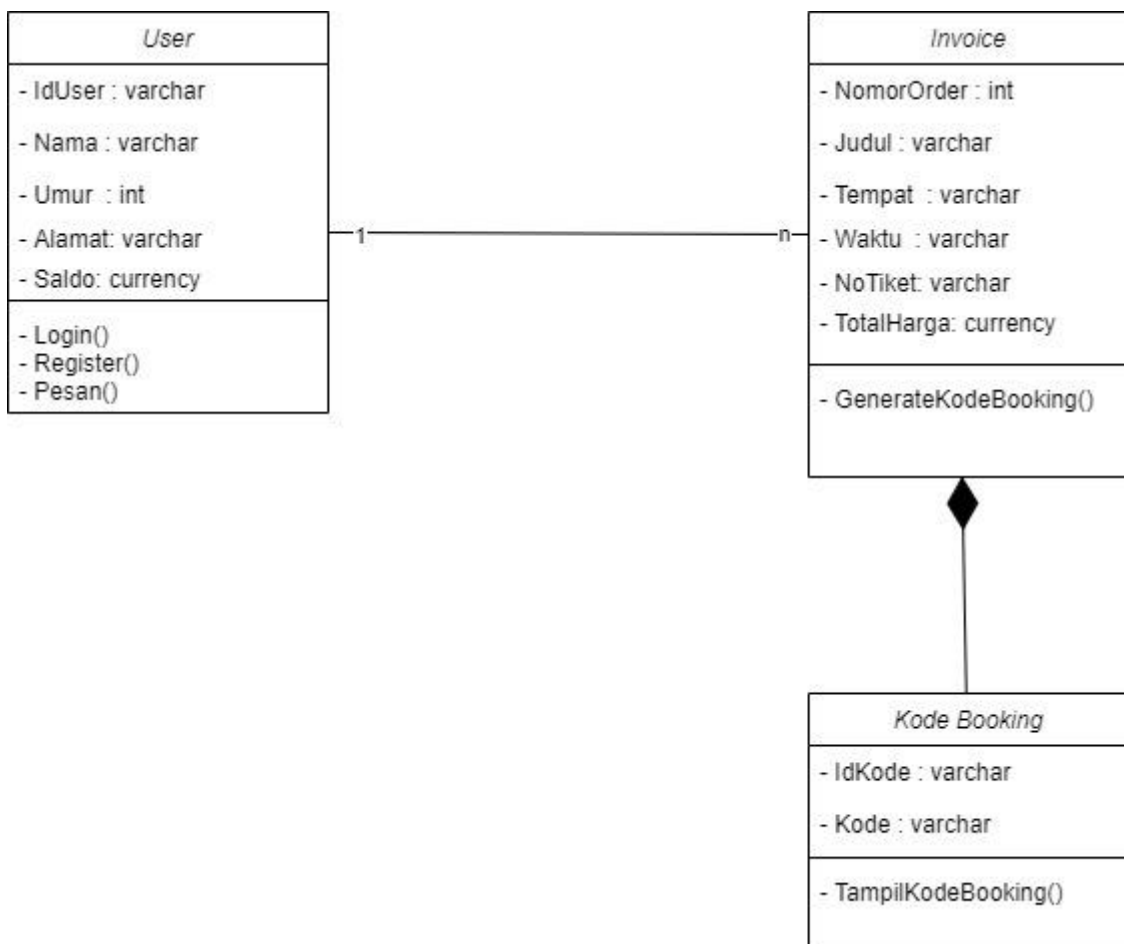 User
- IdUser : varchar
- Nama : varchar
- Umur  : int
- Alamat: varchar
- Saldo: currency
- Login()
- Register()
- Pesan()
1
n
Invoice
- NomorOrder : int
- Judul : varchar
- Tempat  : varchar
- Waktu  : varchar
- NoTiket: varchar
- TotalHarga: currency
- GenerateKodeBooking()
Kode Booking
- IdKode : varchar
- Kode : varchar
- TampilKodeBooking()